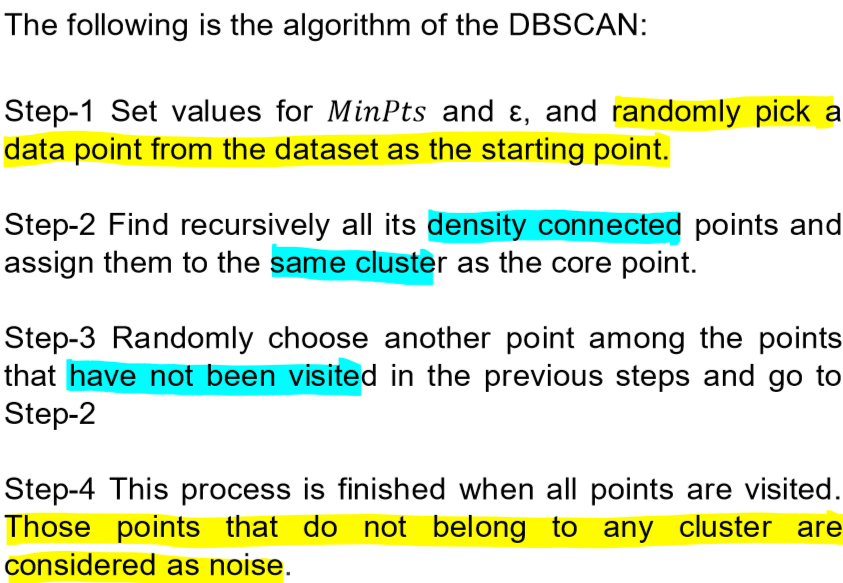 The following is the algorithm of the DBSCAN:
Step-1 Set values for MinPts and ε, and randomly pick a
data point from the dataset as the starting point.
Step-2 Find recursively all its density connected points and
assign them to the same cluster as the core point.
Step-3 Randomly choose another point among the points
that have not been visited in the previous steps and go to
Step-2
Step-4 This process is finished when all points are visited.
Those points that do not belong to any cluster are
considered as noise.